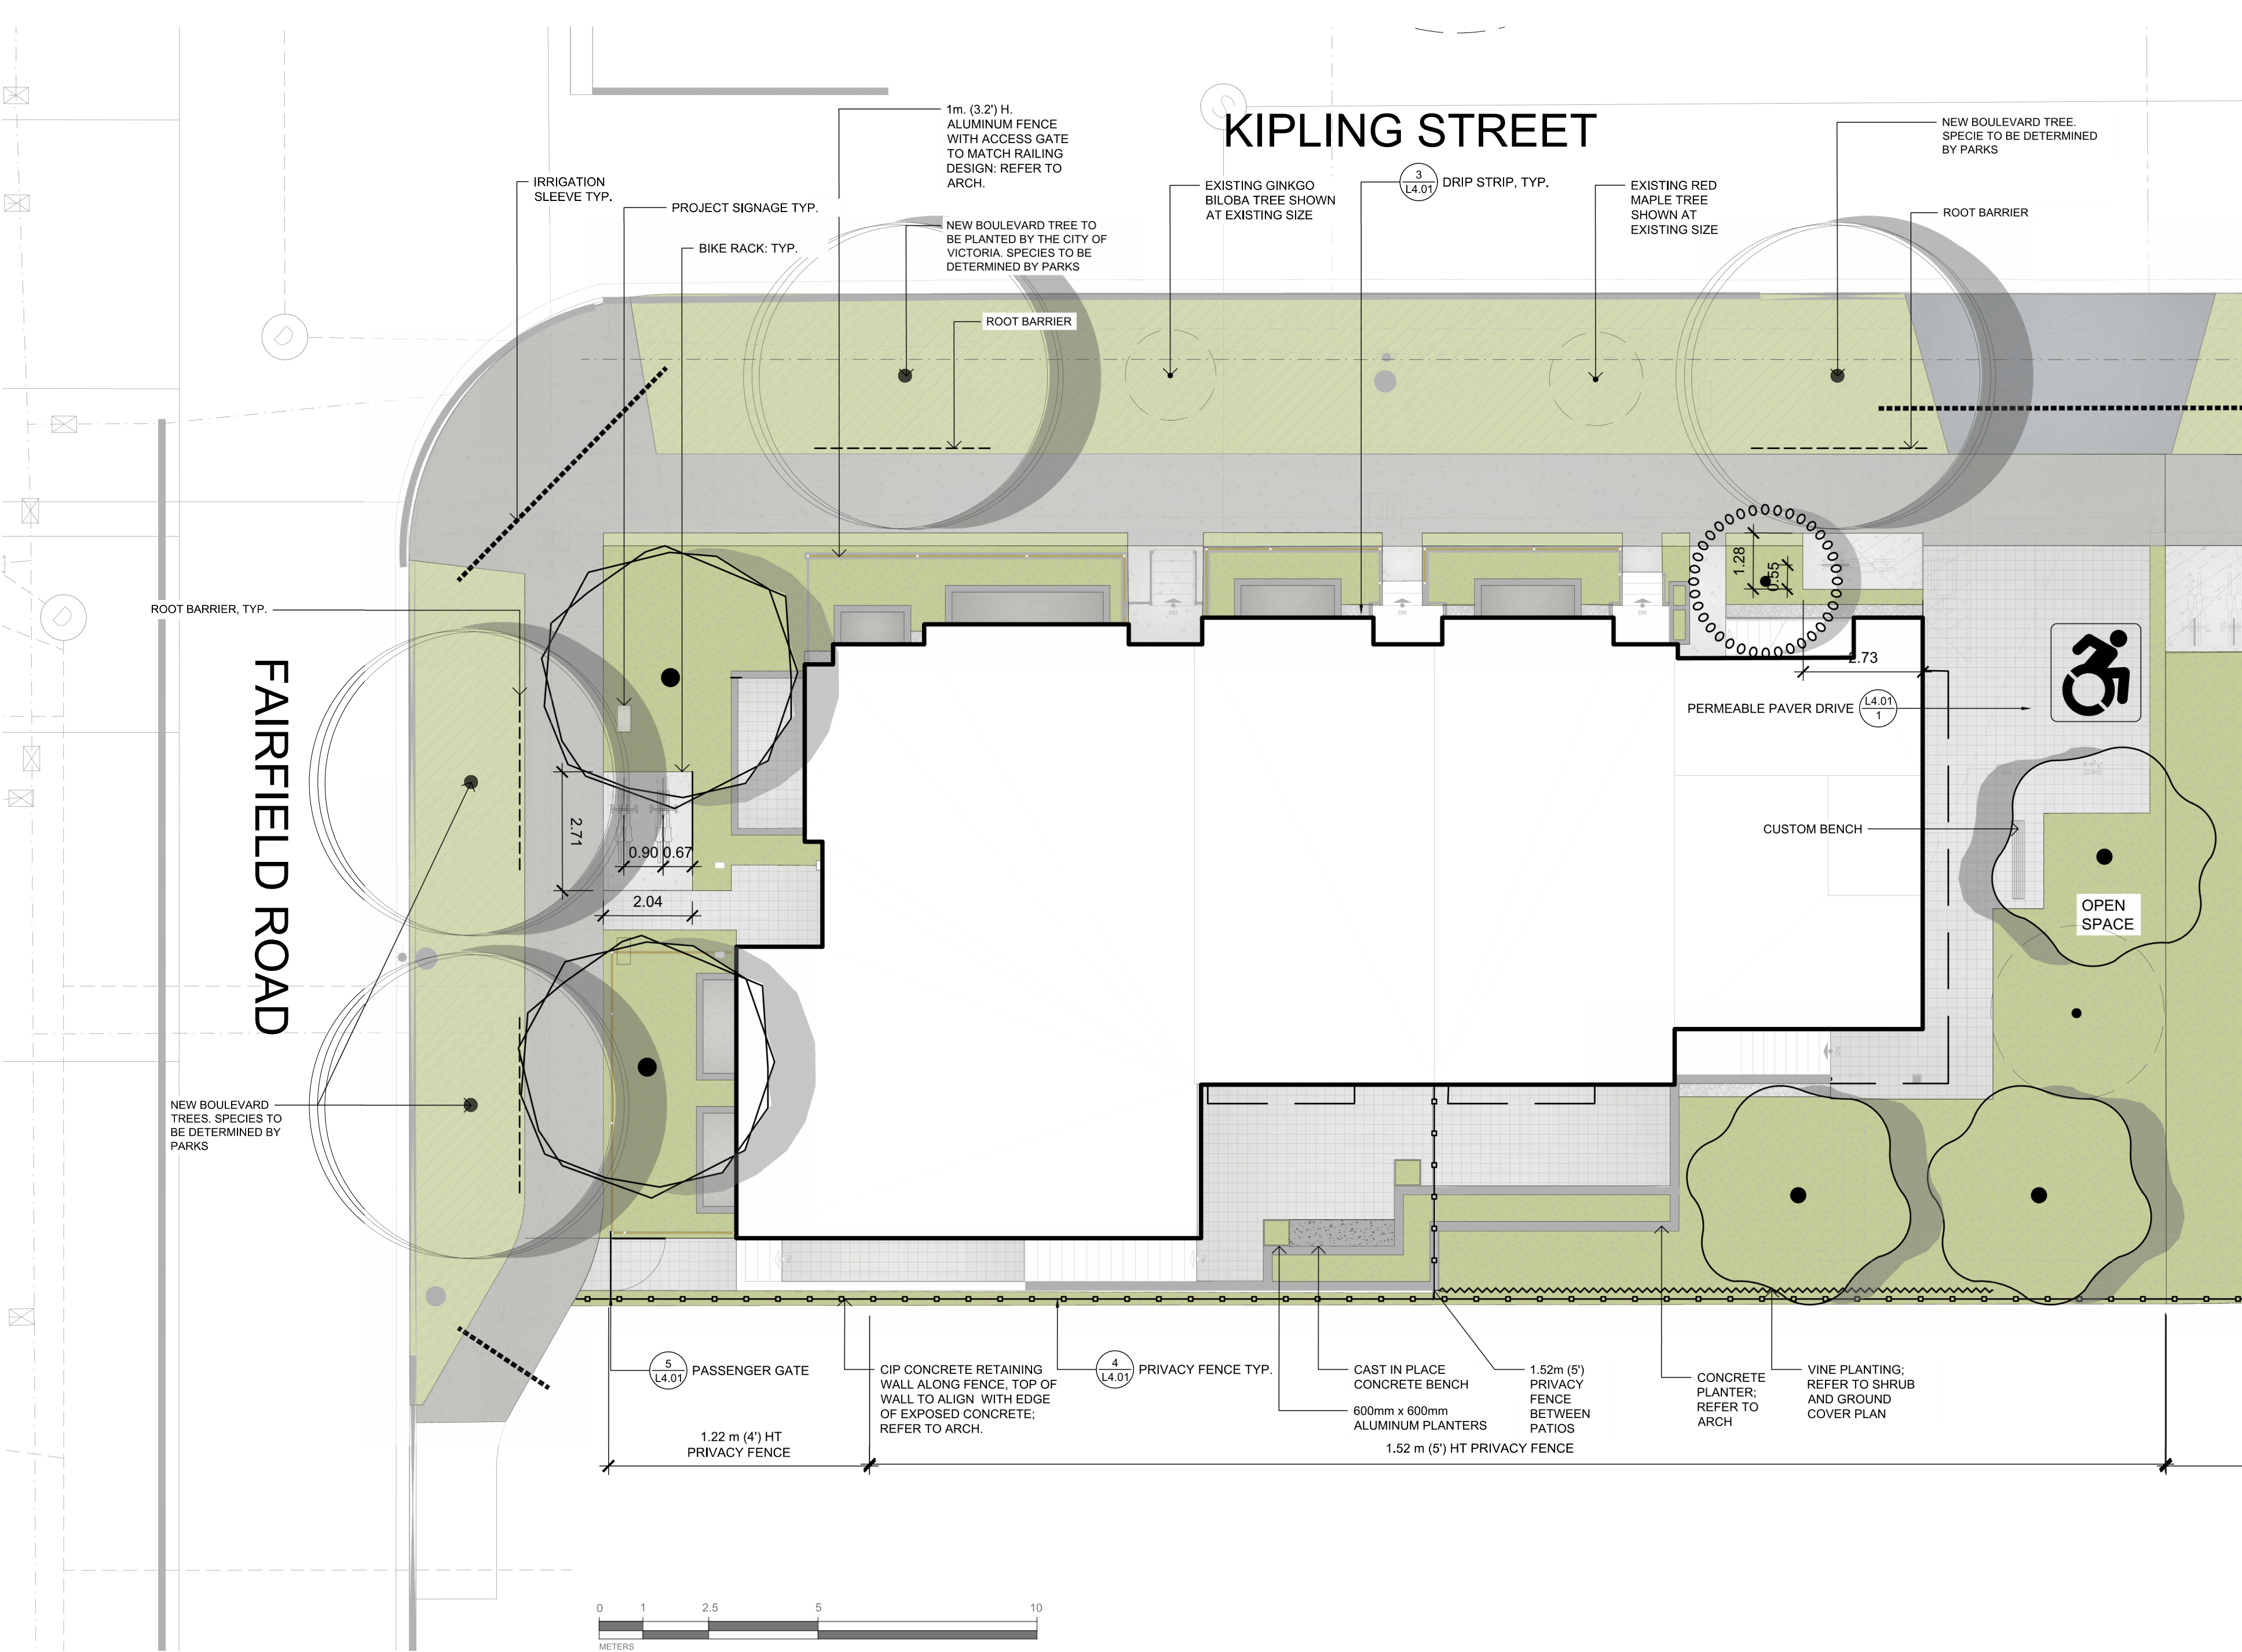 KIPLING STREET
1m. (3.2') H.
ALUMINUM FENCE
WITH ACCESS GATE
TO MATCH RAILING
DESIGN: REFER TO
ARCH.
NEW BOULEVARD TREE.
SPECIE TO BE DETERMINED
BY PARKS
IRRIGATION
SLEEVE TYP.
PROJECT SIGNAGE TYP.
BIKE RACK: TYP.
NEW BOULEVARD TREE TO
BE PLANTED BY THE CITY OF
VICTORIA. SPECIES TO BE
DETERMINED BY PARKS
EXISTING GINKGO
BILOBA TREE SHOWN
AT EXISTING SIZE
3
L4.01
DRIP STRIP, TYP.
EXISTING RED
MAPLE TREE
SHOWN AT
EXISTING SIZE
ROOT BARRIER
ROOT BARRIER
S
D
D
1.28
0.55
DN
DN
DN
2.73
ROOT BARRIER, TYP.
FAIRFIELD ROAD
PERMEABLE PAVER DRIVE
L4.01
1
CUSTOM BENCH
2.71
0.90
0.67
2.04
OPEN
SPACE
NEW BOULEVARD
TREES. SPECIES TO
BE DETERMINED BY
PARKS
5
L4.01
PASSENGER GATE
CIP CONCRETE RETAINING
WALL ALONG FENCE, TOP OF
WALL TO ALIGN WITH EDGE
OF EXPOSED CONCRETE;
REFER TO ARCH.
4
L4.01
PRIVACY FENCE TYP.
CAST IN PLACE
CONCRETE BENCH
600mm x 600mm
ALUMINUM PLANTERS
1.52m (5')
PRIVACY
FENCE
BETWEEN
PATIOS
CONCRETE
PLANTER;
REFER TO
ARCH
VINE PLANTING;
REFER TO SHRUB
AND GROUND
COVER PLAN
1.22 m (4') HT
PRIVACY FENCE
1.52 m (5') HT PRIVACY FENCE
0 1 2.5 5 10
METERS